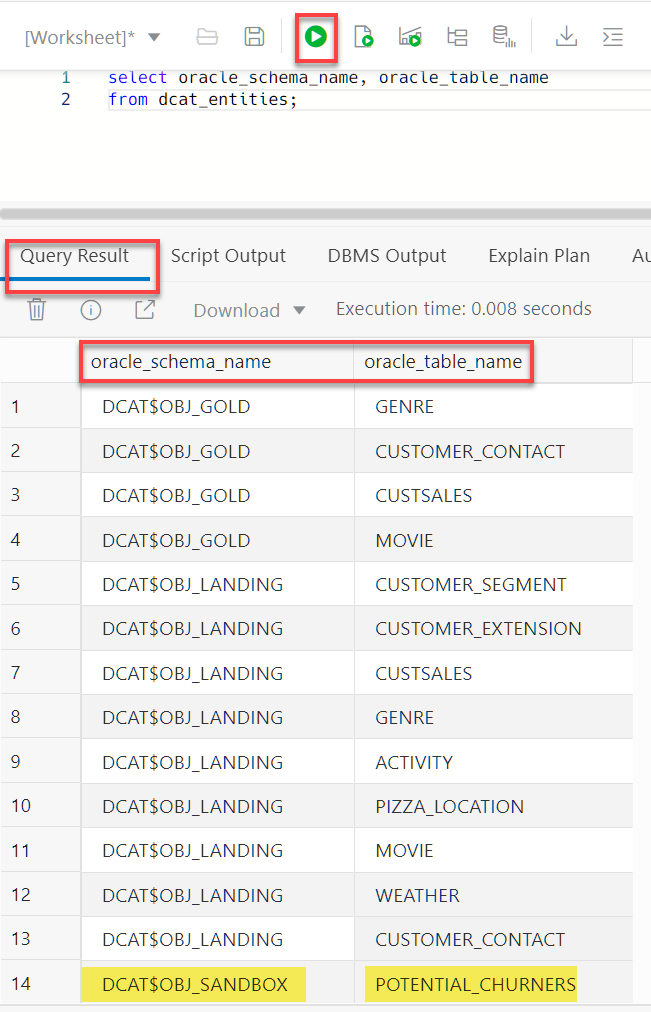 [Worksheet]*
1 select oracle_schema_name, oracle_table_name
2 from dcat_entities;
Query Result Script Output DBMS Output Explain Plan Au
Download Execution time: 0.008 seconds
oracle_schema_name oracle_table_name
1 DCAT$OBJ_GOLD GENRE
2 DCAT$OBJ_GOLD CUSTOMER_CONTACT
3 DCAT$OBJ_GOLD CUSTSALES
4 DCAT$OBJ_GOLD MOVIE
5 DCAT$OBJ_LANDING CUSTOMER_SEGMENT
6 DCAT$OBJ_LANDING CUSTOMER_EXTENSION
7 DCAT$OBJ_LANDING CUSTSALES
8 DCAT$OBJ_LANDING GENRE
9 DCAT$OBJ_LANDING ACTIVITY
10 DCAT$OBJ_LANDING PIZZA_LOCATION
11 DCAT$OBJ_LANDING MOVIE
12 DCAT$OBJ_LANDING WEATHER
13 DCAT$OBJ_LANDING CUSTOMER_CONTACT
14 DCAT$OBJ_SANDBOX POTENTIAL_CHURNERS